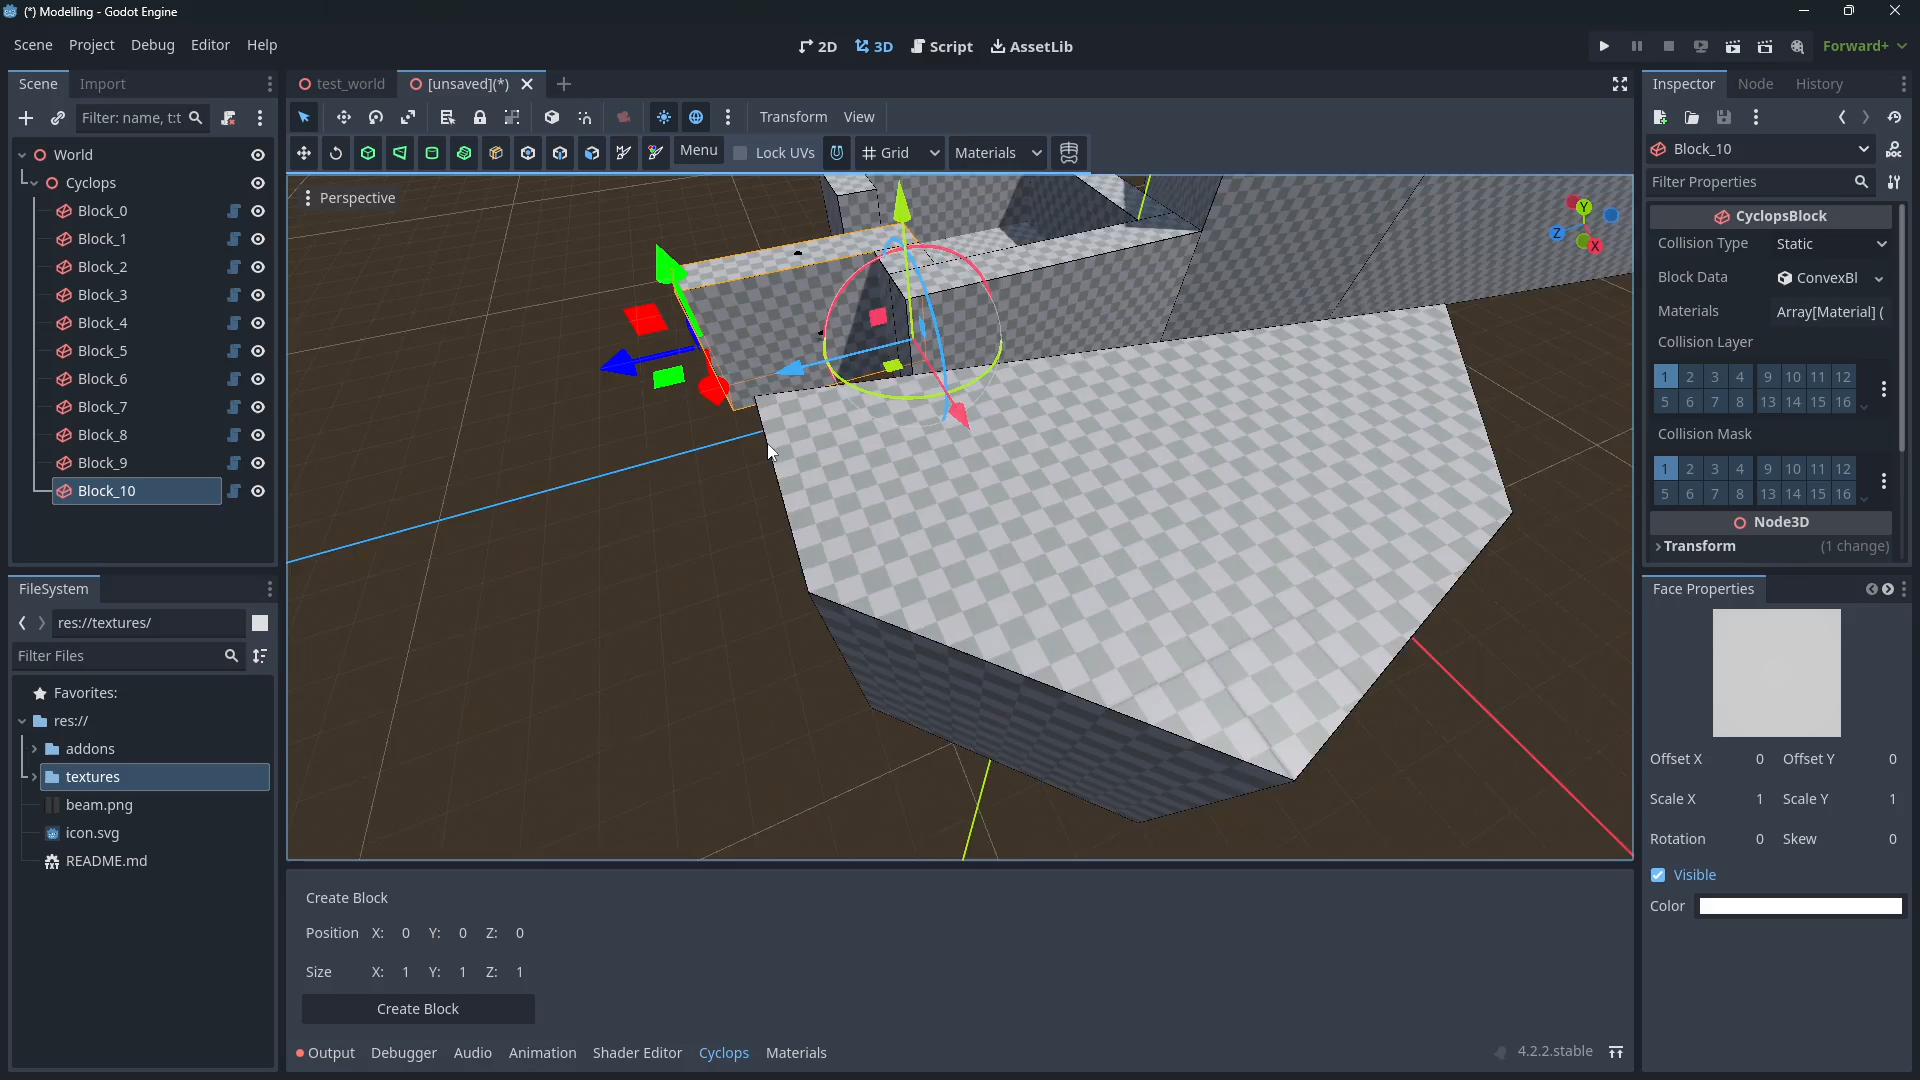 (*) Modelling - Godot Engine
Scene Project Debug Editor Help
2D 3D Script AssetLib
Forward+
Scene Import
test_world [unsaved](*)
Inspector Node History
Filter: name, t:t
Transform View
Menu Lock UVs Grid Materials
Block_10
Filter Properties
World
Cyclops
Block_0
Block_1
Block_2
Block_3
Block_4
Block_5
Block_6
Block_7
Block_8
Block_9
Block_10
Perspective
Y
Z
X
CyclopsBlock
Collision Type Static
Block Data ConvexBl
Materials Array[Material] (
Collision Layer
1 2 3 4 9 10 11 12
5 6 7 8 13 14 15 16
Collision Mask
1 2 3 4 9 10 11 12
5 6 7 8 13 14 15 16
Node3D
Transform (1 change)
FileSystem
res://textures/
Filter Files
Favorites:
res://
addons
textures
beam.png
icon.svg
README.md
Face Properties
Offset X 0 Offset Y 0
Scale X 1 Scale Y 1
Rotation 0 Skew 0
Visible
Color
Create Block
Position X: 0 Y: 0 Z: 0
Size X: 1 Y: 1 Z: 1
Create Block
Output Debugger Audio Animation Shader Editor Cyclops Materials
4.2.2.stable